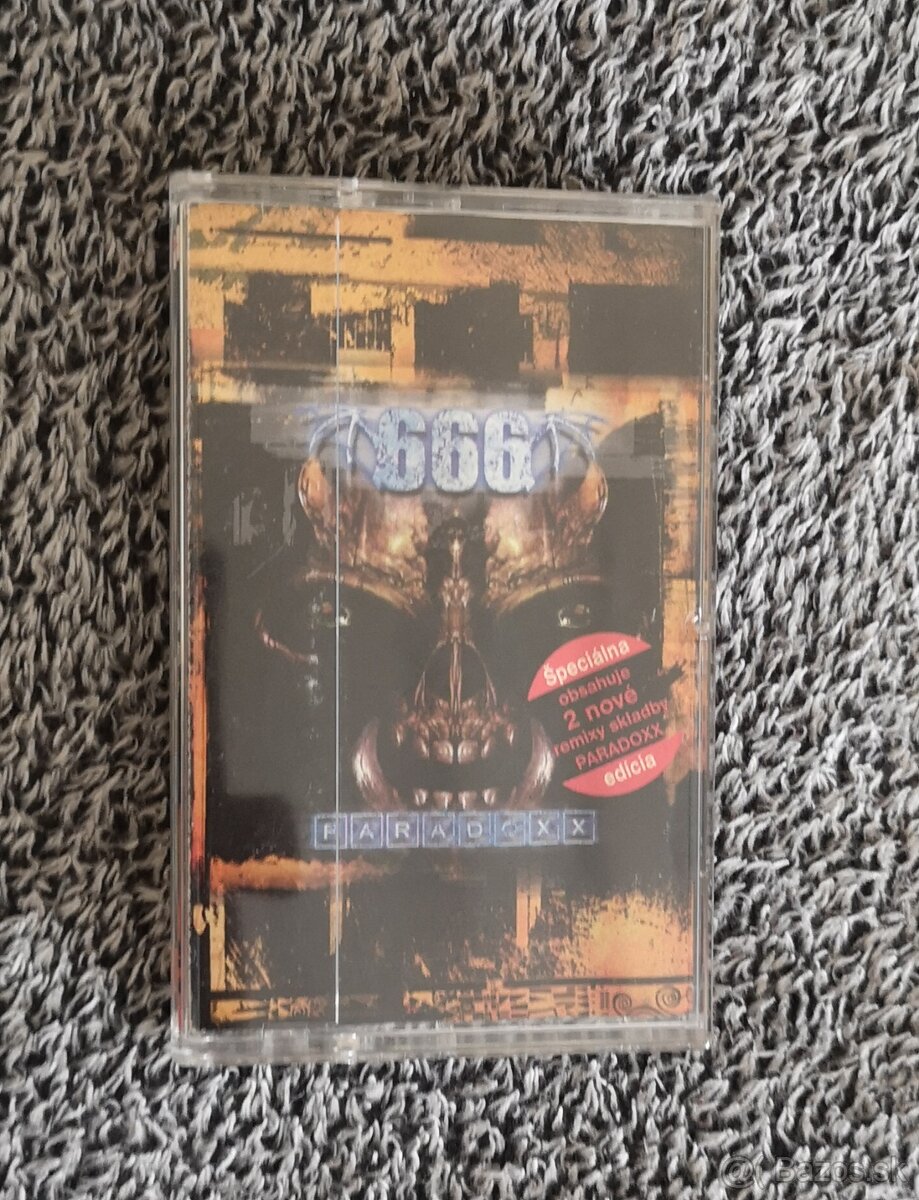 666
Špeciálna
obsahuje
2 nové
remixy skladby
PARADOXX
edícia
PARADOXX
Bazos.sk